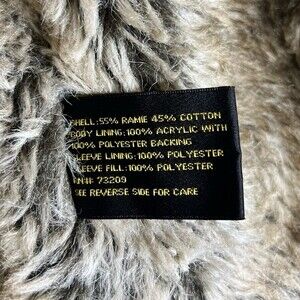 SHELL:55% RAMIE 45% COTTON
BODY LINING:100% ACRYLIC WITH
100% POLYESTER BACKING
SLEEVE LINING:100% POLYESTER
SLEEVE FILL:100% POLYESTER
RN# 73209
SEE REVERSE SIDE FOR CARE